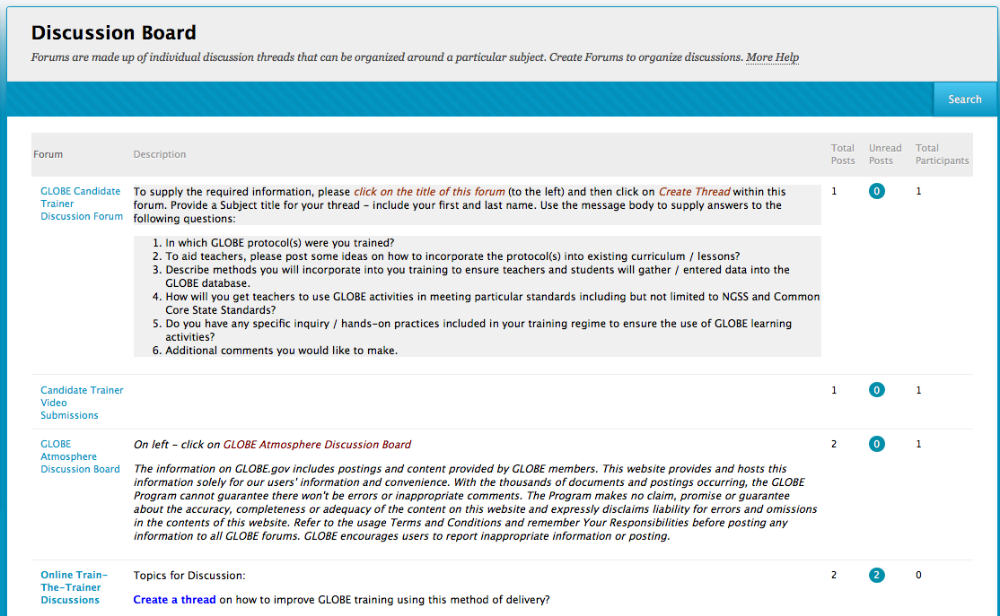 Discussion Board
Forums are made up of individual discussion threads that can be organized around a particular subject. Create Forums to organize discussions. More Help
Search
Forum Description Total Posts Unread Posts Total Participants
GLOBE Candidate
Trainer
Discussion Forum
To supply the required information, please click on the title of this forum (to the left) and then click on Create Thread within this
forum. Provide a Subject title for your thread - include your first and last name. Use the message body to supply answers to the
following questions:
1. In which GLOBE protocol(s) were you trained?
2. To aid teachers, please post some ideas on how to incorporate the protocol(s) into existing curriculum / lessons?
3. Describe methods you will incorporate into you training to ensure teachers and students will gather / entered data into the
GLOBE database.
4. How will you get teachers to use GLOBE activities in meeting particular standards including but not limited to NGSS and Common
Core State Standards?
5. Do you have any specific inquiry / hands-on practices included in your training regime to ensure the use of GLOBE learning
activities?
6. Additional comments you would like to make.
1 0 1
Candidate Trainer
Video
Submissions
1 0 1
GLOBE
Atmosphere
Discussion Board
On left - click on GLOBE Atmosphere Discussion Board
The information on GLOBE.gov includes postings and content provided by GLOBE members. This website provides and hosts this
information solely for our users' information and convenience. With the thousands of documents and postings occurring, the GLOBE
Program cannot guarantee there won't be errors or inappropriate comments. The Program makes no claim, promise or guarantee
about the accuracy, completeness or adequacy of the content on this website and expressly disclaims liability for errors and omissions
in the contents of this website. Refer to the usage Terms and Conditions and remember Your Responsibilities before posting any
information to all GLOBE forums. GLOBE encourages users to report inappropriate information or posting.
2 0 1
Online Train-
The-Trainer
Discussions
Topics for Discussion:
Create a thread on how to improve GLOBE training using this method of delivery?
2 2 0